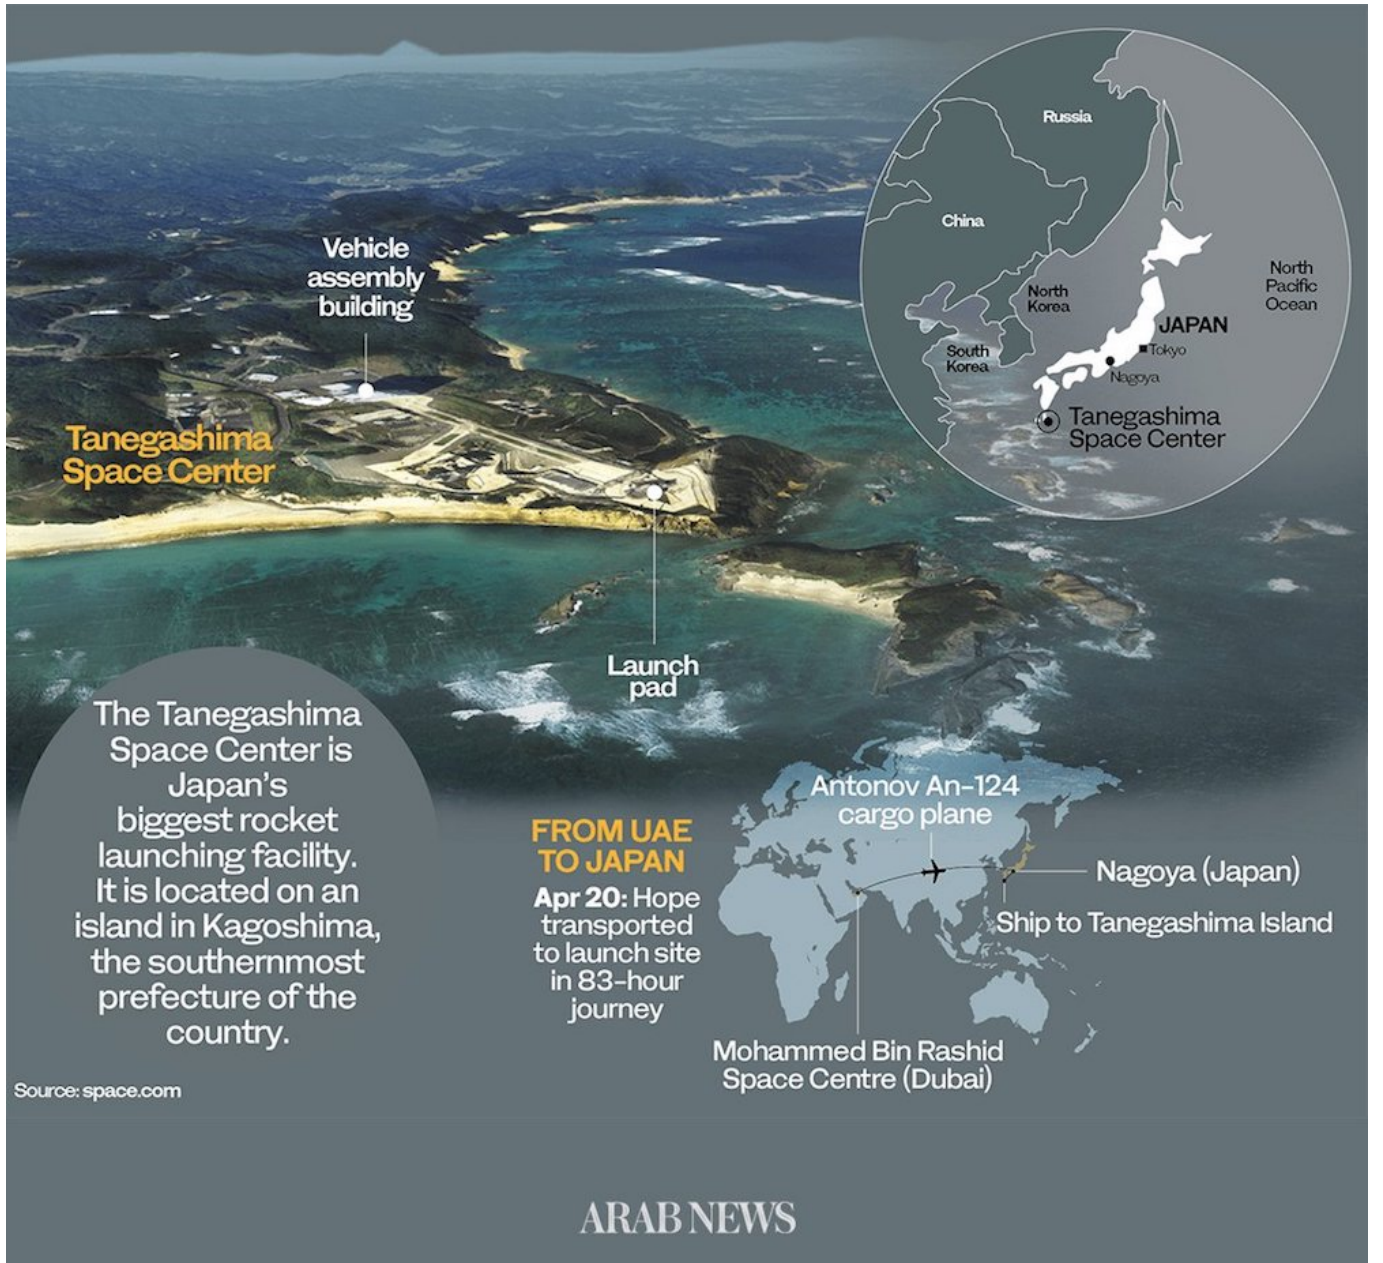 Russia
China
North
Korea
South
Korea
North
Pacific
Ocean
JAPAN
Tokyo
Nagoya
Tanegashima
Space Center
Vehicle
assembly
building
Tanegashima
Space Center
Launch
pad
The Tanegashima
Space Center is
Japan's
biggest rocket
launching facility.
It is located on an
island in Kagoshima,
the southernmost
prefecture of the
country.
FROM UAE
TO JAPAN
Apr 20: Hope
transported
to launch site
in 83-hour
journey
Antonov An-124
cargo plane
Nagoya (Japan)
Ship to Tanegashima Island
Mohammed Bin Rashid
Space Centre (Dubai)
Source: space.com
ARAB NEWS